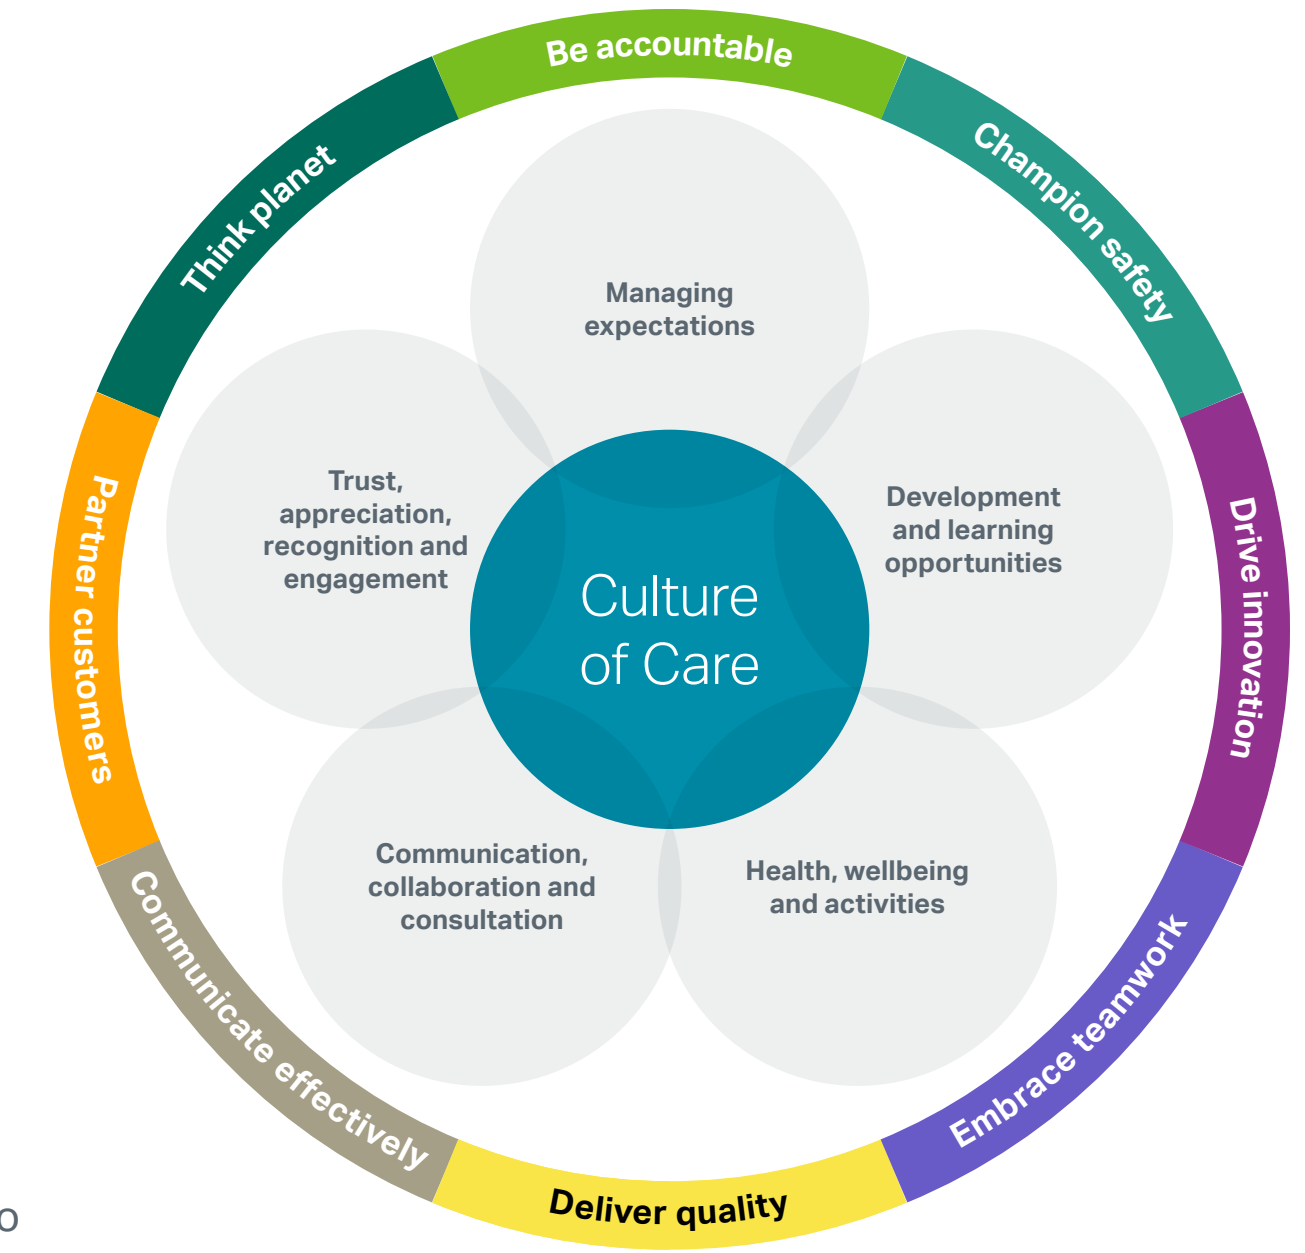 Be accountable
Champion safety
Drive innovation
Embrace teamwork
Deliver quality
Communicate effectively
Partner customers
Think planet
Managing
expectations
Development
and learning
opportunities
Health, wellbeing
and activities
Communication,
collaboration and
consultation
Trust,
appreciation,
recognition and
engagement
Culture
of Care